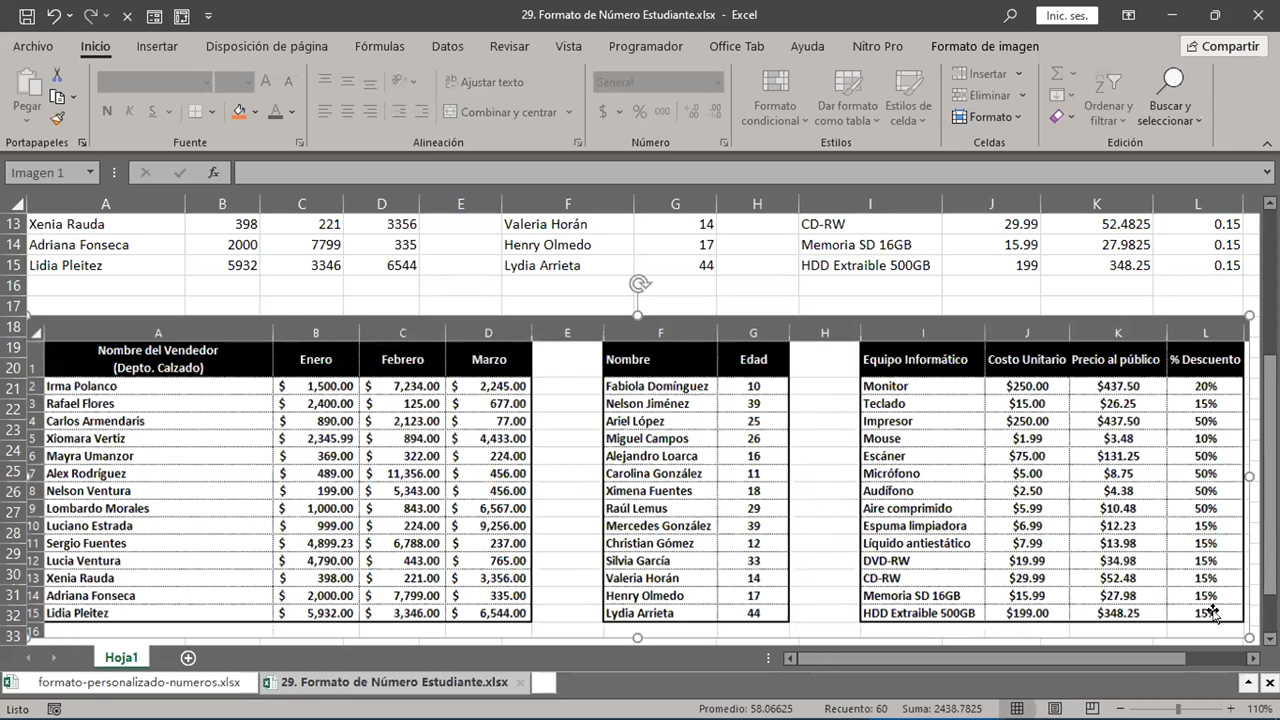 29. Formato de Número Estudiante.xlsx - Excel
Inic. ses.
Archivo Inicio Insertar Disposición de página Fórmulas Datos Revisar Vista Programador Office Tab Ayuda Nitro Pro Formato de imagen Compartir
Pegar
N K S
Ajustar texto
Combinar y centrar
General
$ % 000
Formato condicional
Dar formato como tabla
Estilos de celda
Insertar
Eliminar
Formato
Ordenar y filtrar
Buscar y seleccionar
Portapapeles Fuente Alineación Número Estilos Celdas Edición
Imagen 1 fx
A B C D E F G H I J K L
13 Xenia Rauda 398 221 3356 Valeria Horán 14 CD-RW 29.99 52.4825 0.15
14 Adriana Fonseca 2000 7799 335 Henry Olmedo 17 Memoria SD 16GB 15.99 27.9825 0.15
15 Lidia Pleitez 5932 3346 6544 Lydia Arrieta 44 HDD Extraible 500GB 199 348.25 0.15
16
17
18
19
20
21
22
23
24
25
26
27
28
29
30
31
32
33
A B C D E F G H I J K L
1 Nombre del Vendedor (Depto. Calzado) Enero Febrero Marzo Nombre Edad Equipo Informático Costo Unitario Precio al público % Descuento
2 Irma Polanco $ 1,500.00 $ 7,234.00 $ 2,245.00 Fabiola Domínguez 10 Monitor $250.00 $437.50 20%
3 Rafael Flores $ 2,400.00 $ 125.00 $ 677.00 Nelson Jiménez 39 Teclado $15.00 $26.25 15%
4 Carlos Armendaris $ 890.00 $ 2,123.00 $ 77.00 Ariel López 25 Impresor $250.00 $437.50 50%
5 Xiomara Vertiz $ 2,345.99 $ 894.00 $ 4,433.00 Miguel Campos 26 Mouse $1.99 $3.48 10%
6 Mayra Umanzor $ 369.00 $ 322.00 $ 224.00 Alejandro Loarca 16 Escáner $75.00 $131.25 50%
7 Alex Rodríguez $ 489.00 $ 11,356.00 $ 456.00 Carolina González 11 Micrófono $5.00 $8.75 50%
8 Nelson Ventura $ 199.00 $ 5,343.00 $ 456.00 Ximena Fuentes 18 Audífono $2.50 $4.38 50%
9 Lombardo Morales $ 1,000.00 $ 843.00 $ 6,567.00 Raúl Lemus 29 Aire comprimido $5.99 $10.48 50%
10 Luciano Estrada $ 999.00 $ 224.00 $ 9,256.00 Mercedes González 39 Espuma limpiadora $6.99 $12.23 15%
11 Sergio Fuentes $ 4,899.23 $ 6,788.00 $ 237.00 Christian Gómez 12 Líquido antiestático $7.99 $13.98 15%
12 Lucia Ventura $ 4,790.00 $ 443.00 $ 765.00 Silvia García 33 DVD-RW $19.99 $34.98 15%
13 Xenia Rauda $ 398.00 $ 221.00 $ 3,356.00 Valeria Horán 14 CD-RW $29.99 $52.48 15%
14 Adriana Fonseca $ 2,000.00 $ 7,799.00 $ 335.00 Henry Olmedo 17 Memoria SD 16GB $15.99 $27.98 15%
15 Lidia Pleitez $ 5,932.00 $ 3,346.00 $ 6,544.00 Lydia Arrieta 44 HDD Extraible 500GB $199.00 $348.25 15%
16
Hoja1
formato-personalizado-numeros.xlsx 29. Formato de Número Estudiante.xlsx
Listo Promedio: 58.06625 Recuento: 60 Suma: 2438.7825 110%